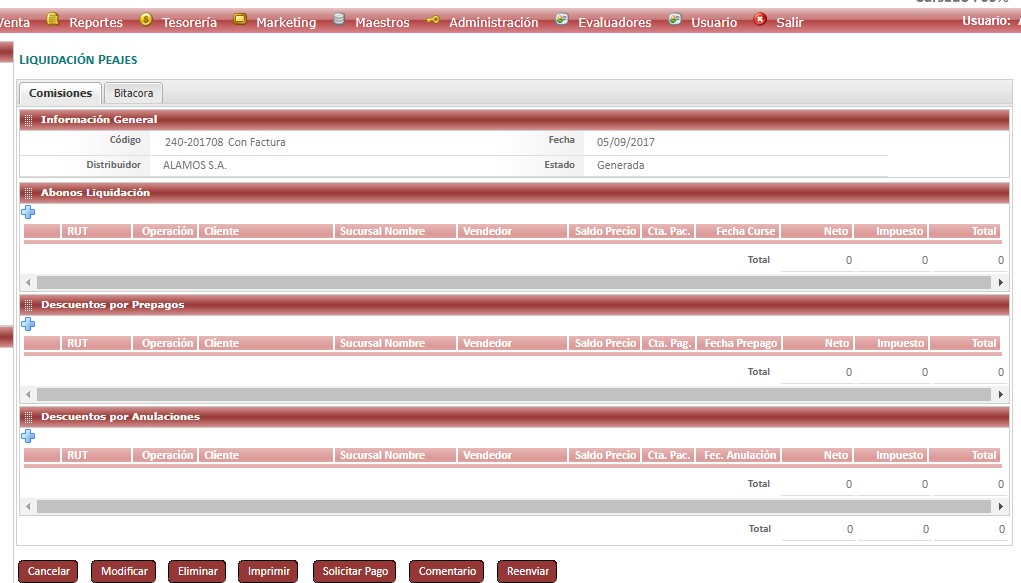 Venta Reportes Tesorería Marketing Maestros Administración Evaluadores Usuario Salir Usuario:
LIQUIDACIÓN PEAJES
Comisiones Bitacora
Información General
Código 240-201708 Con Factura Fecha 05/09/2017
Distribuidor ALAMOS S.A. Estado Generada
Abonos Liquidación
RUT Operación Cliente Sucursal Nombre Vendedor Saldo Precio Cta. Pac. Fecha Curse Neto Impuesto Total
Total 0 0 0
Descuentos por Prepagos
RUT Operación Cliente Sucursal Nombre Vendedor Saldo Precio Cta. Pag. Fecha Prepago Neto Impuesto Total
Total 0 0 0
Descuentos por Anulaciones
RUT Operación Cliente Sucursal Nombre Vendedor Saldo Precio Cta. Pac. Fec. Anulación Neto Impuesto Total
Total 0 0 0
Total 0 0 0
Cancelar Modificar Eliminar Imprimir Solicitar Pago Comentario Reenviar